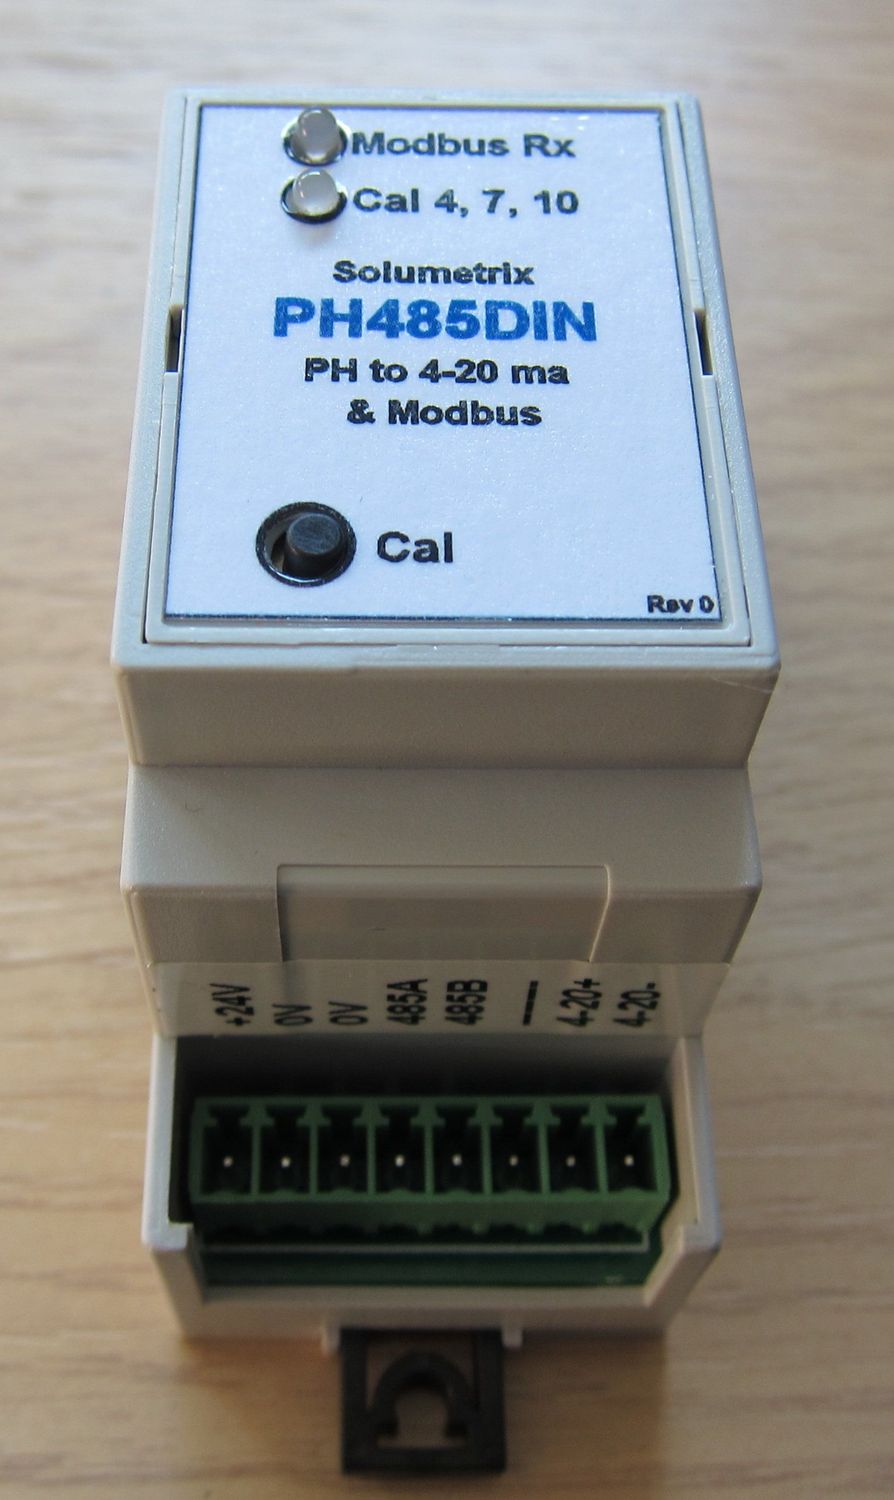 Modbus Rx
Cal 4, 7, 10
Solumetrix
PH485DIN
PH to 4-20 ma
& Modbus
Cal
Rev 0
+24V
0V
0V
485A
485B
4-20+
4-20-